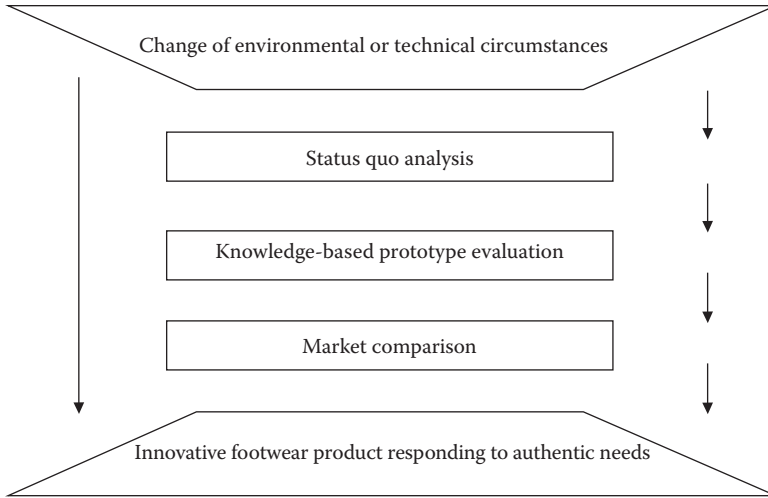 Change of environmental or technical circumstances
Status quo analysis
Knowledge-based prototype evaluation
Market comparison
Innovative footwear product responding to authentic needs